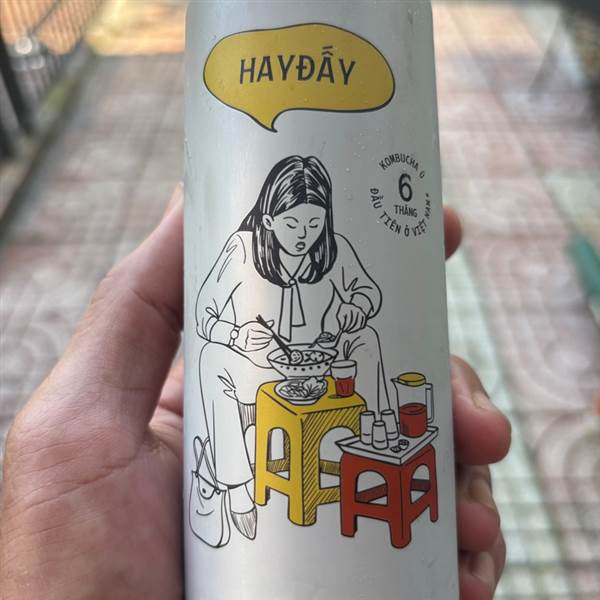 HAYĐẤY
KOMBUCHA Ủ
6
THÁNG
ĐẦU TIÊN Ở VIỆT NAM*